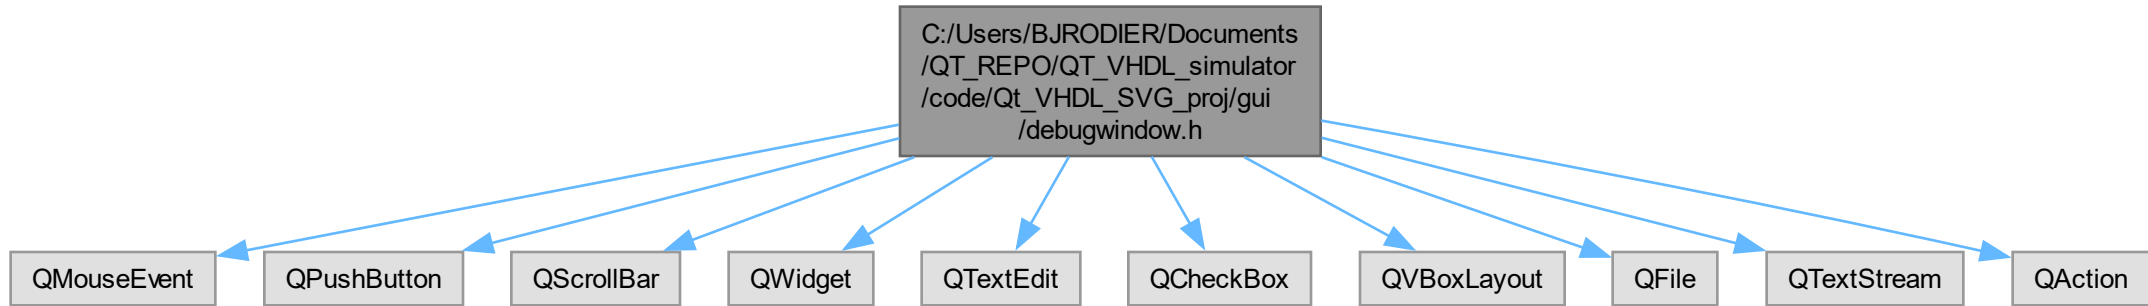 C:/Users/BJRODIER/Documents
/QT_REPO/QT_VHDL_simulator
/code/Qt_VHDL_SVG_proj/gui
/debugwindow.h
QMouseEvent
QPushButton
QScrollBar
QWidget
QTextEdit
QCheckBox
QVBoxLayout
QFile
QTextStream
QAction